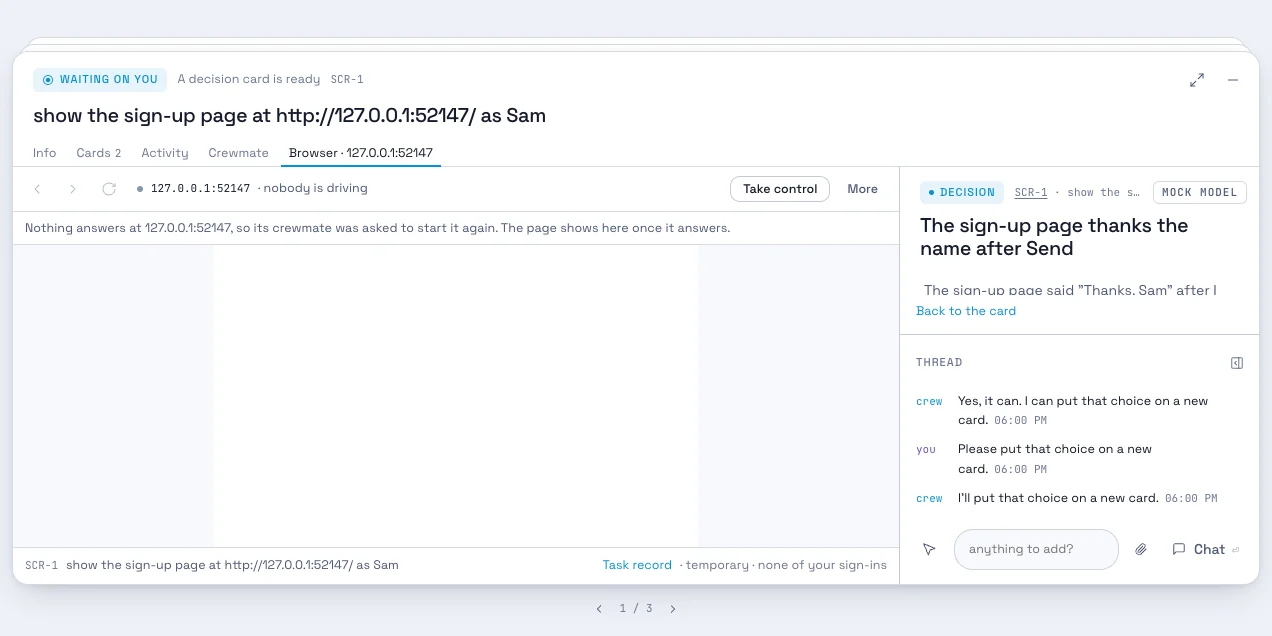 WAITING ON YOU A decision card is ready SCR-1
show the sign-up page at http://127.0.0.1:52147/ as Sam
Info Cards 2 Activity Crewmate Browser · 127.0.0.1:52147
127.0.0.1:52147 · nobody is driving Take control More
Nothing answers at 127.0.0.1:52147, so its crewmate was asked to start it again. The page shows here once it answers.
SCR-1 show the sign-up page at http://127.0.0.1:52147/ as Sam Task record · temporary · none of your sign-ins
DECISION SCR-1 · show the s… MOCK MODEL
The sign-up page thanks the
name after Send
The sign-up page said "Thanks, Sam" after I
Back to the card
THREAD
crew Yes, it can. I can put that choice on a new
card. 06:00 PM
you Please put that choice on a new
card. 06:00 PM
crew I'll put that choice on a new card. 06:00 PM
anything to add? Chat
1 / 3